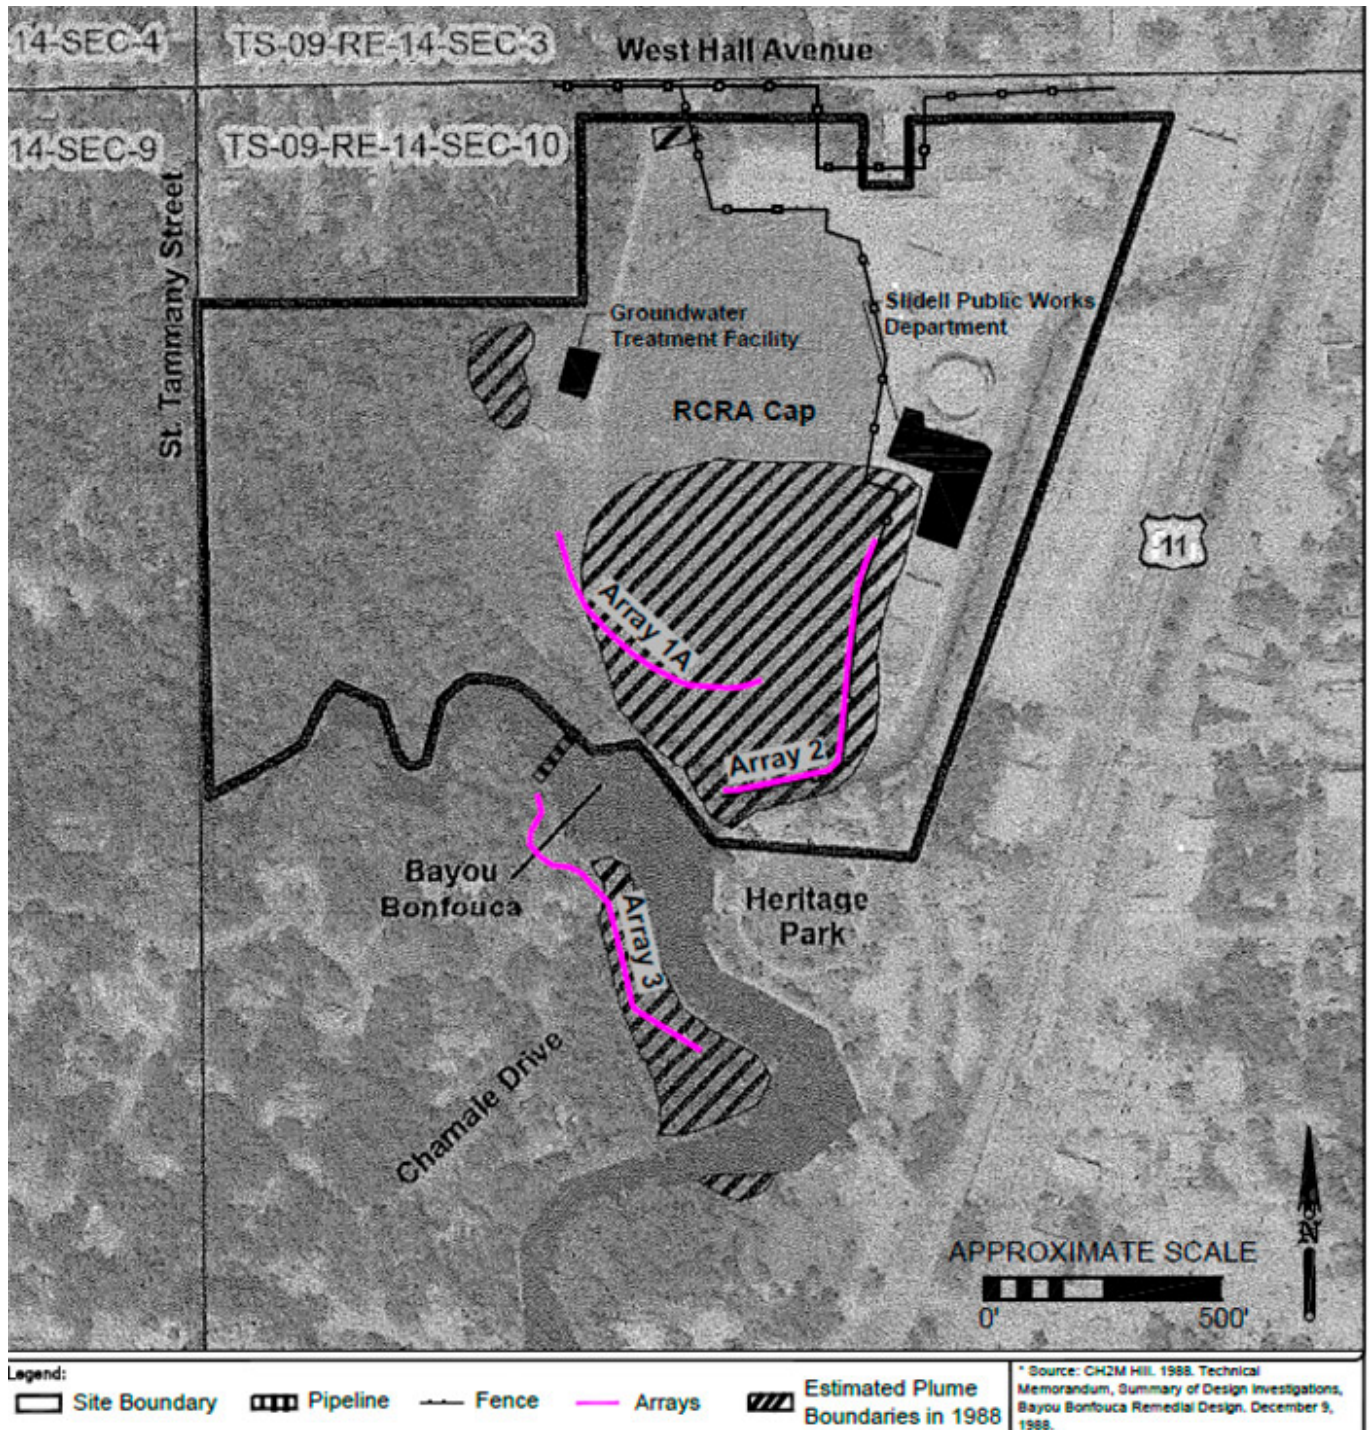 14-SEC-4
TS-09-RE-14-SEC-3
West Hall Avenue
14-SEC-9
TS-09-RE-14-SEC-10
St. Tammany Street
Groundwater
Treatment Facility
Slidell Public Works
Department
RCRA Cap
11
Array 1A
Array 2
Bayou
Bonfouca
Heritage
Park
Array 3
Chamale Drive
N
APPROXIMATE SCALE
0'
500'
Legend:
Site Boundary
Pipeline
Fence
Arrays
Estimated Plume
Boundaries in 1988
* Source: CH2M Hill. 1988. Technical
Memorandum, Summary of Design Investigations,
Bayou Bonfouca Remedial Design. December 9,
1988.